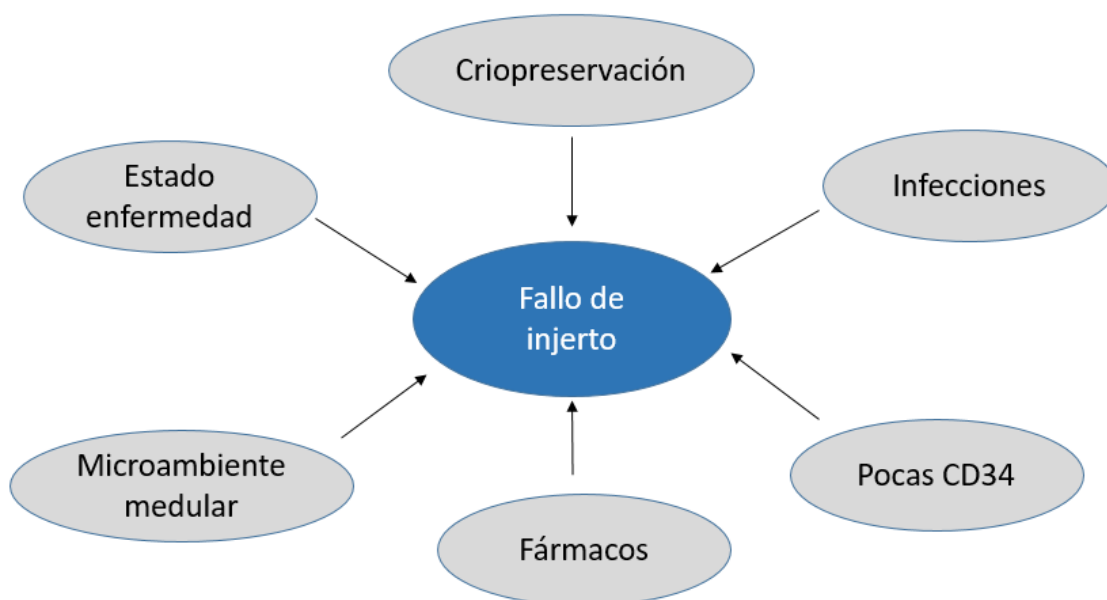 Criopreservación
Estado
enfermedad
Infecciones
Fallo de
injerto
Microambiente
medular
Pocas CD34
Fármacos